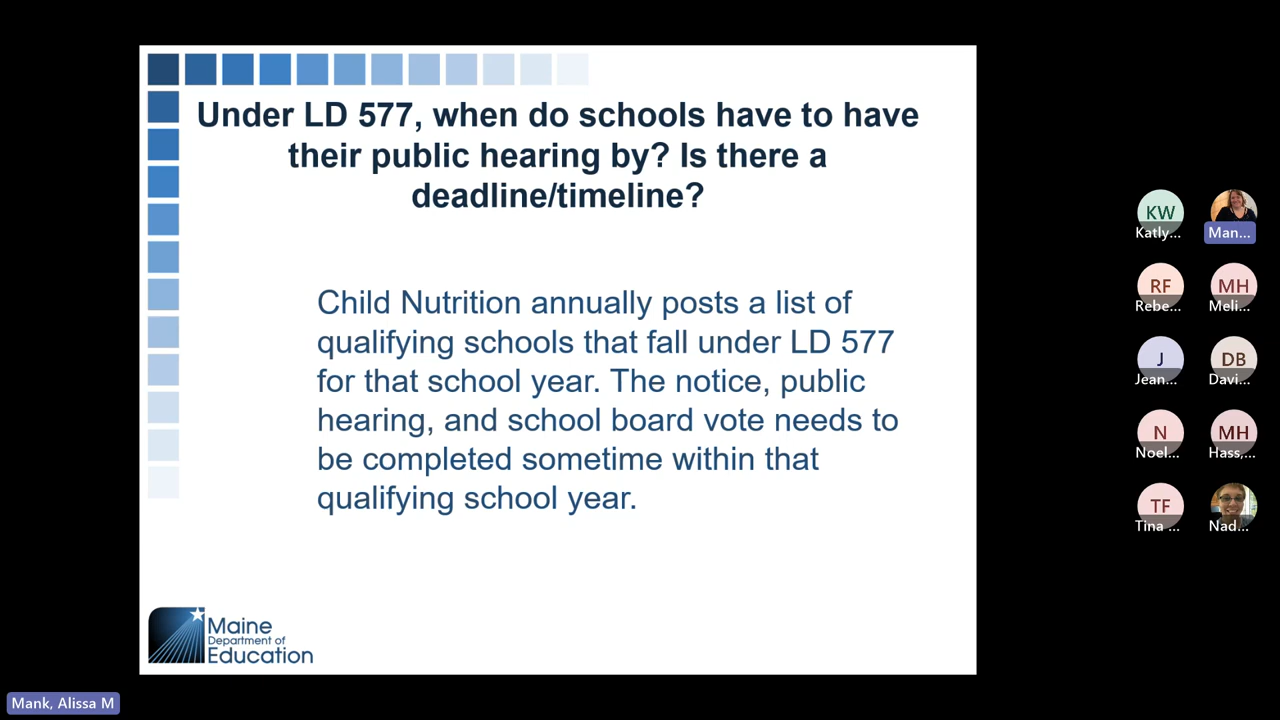 Under LD 577, when do schools have to have
their public hearing by? Is there a
deadline/timeline?
Child Nutrition annually posts a list of
qualifying schools that fall under LD 577
for that school year. The notice, public
hearing, and school board vote needs to
be completed sometime within that
qualifying school year.
Maine
Department of
Education
KW
Katly...
Man...
RF
Rebe...
MH
Meli...
J
Jean...
DB
Davi...
N
Noel...
MH
Hass,...
TF
Tina ...
Nad...
Mank, Alissa M